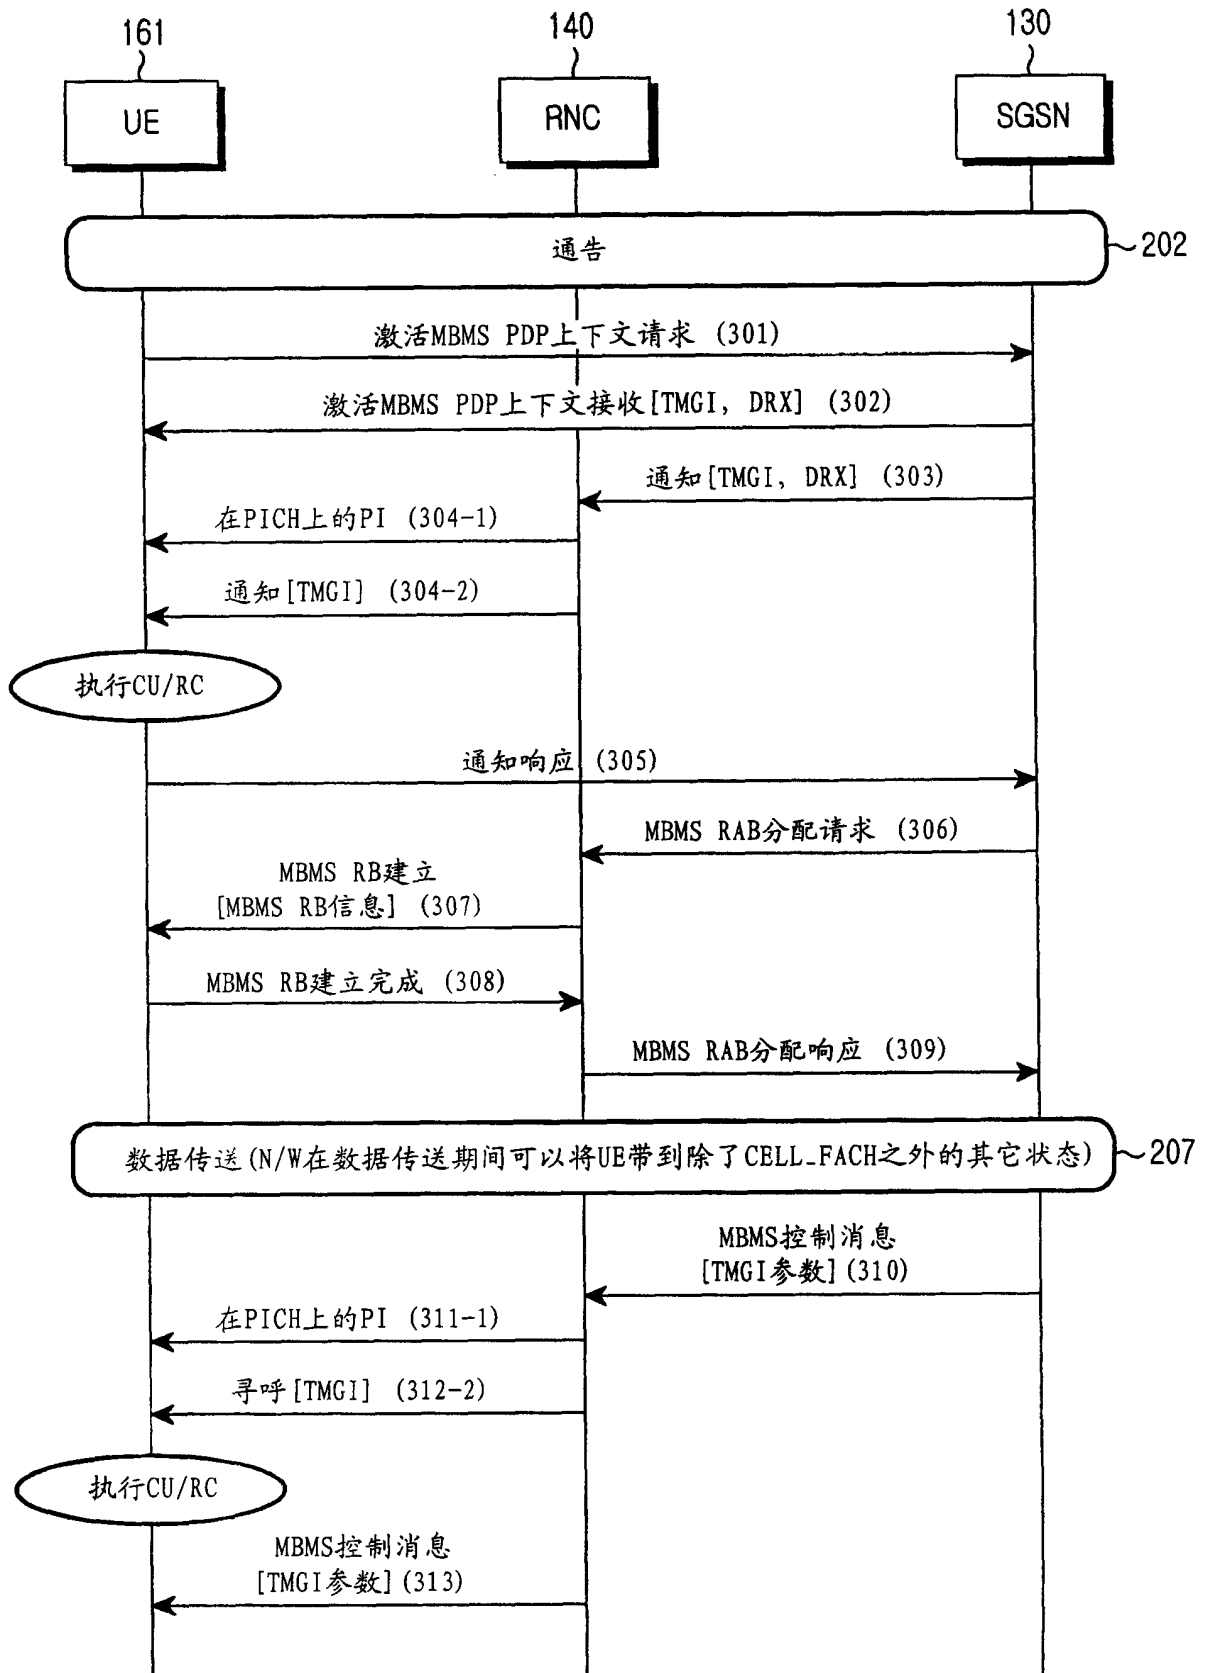 161
140
130
UE
RNC
SGSN
通告
202
激活MBMS PDP上下文请求 (301)
激活MBMS PDP上下文接收[TMGI, DRX] (302)
通知[TMGI, DRX] (303)
在PICH上的PI (304-1)
通知[TMGI] (304-2)
执行CU/RC
通知响应 (305)
MBMS RAB分配请求 (306)
MBMS RB建立
[MBMS RB信息] (307)
MBMS RB建立完成 (308)
MBMS RAB分配响应 (309)
数据传送(N/W在数据传送期间可以将UE带到除了CELL_FACH之外的其它状态)
207
MBMS控制消息
[TMGI参数](310)
在PICH上的PI (311-1)
寻呼[TMGI] (312-2)
执行CU/RC
MBMS控制消息
[TMGI参数](313)